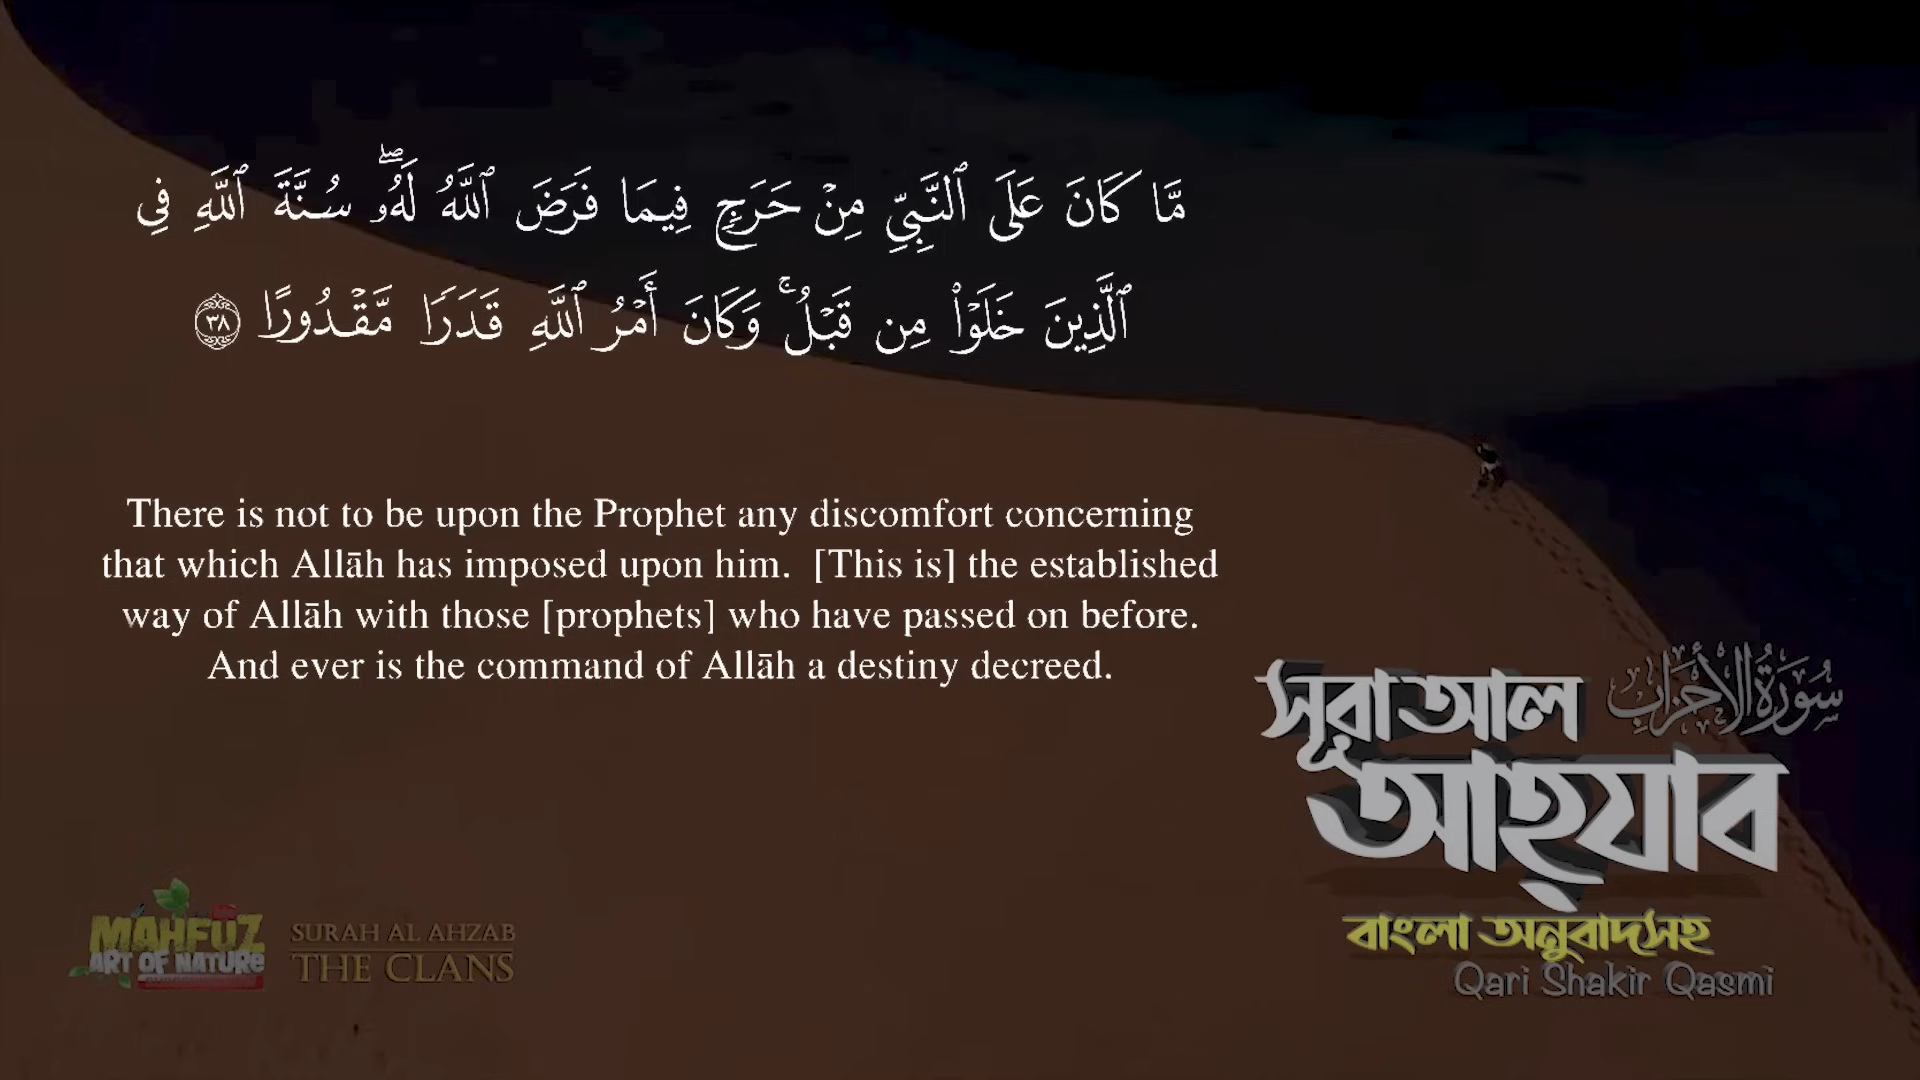 مَّا كَانَ عَلَى ٱلنَّبِيِّ مِنْ حَرَجٍ فِيمَا فَرَضَ ٱللَّهُ لَهُۥ ۖ سُنَّةَ ٱللَّهِ فِى
ٱلَّذِينَ خَلَوْا۟ مِن قَبْلُ ۚ وَكَانَ أَمْرُ ٱللَّهِ قَدَرًا مَّقْدُورًا ٣٨
There is not to be upon the Prophet any discomfort concerning
that which Allāh has imposed upon him.  [This is] the established
way of Allāh with those [prophets] who have passed on before.
And ever is the command of Allāh a destiny decreed.
সূরা আল
سُورَةُ الأَحْزَابِ
আহ্যাব
বাংলা অনুবাদসহ
Qari Shakir Qasmi
MAHFUZ
ART OF NATURE
SURAH AL AHZAB
THE CLANS